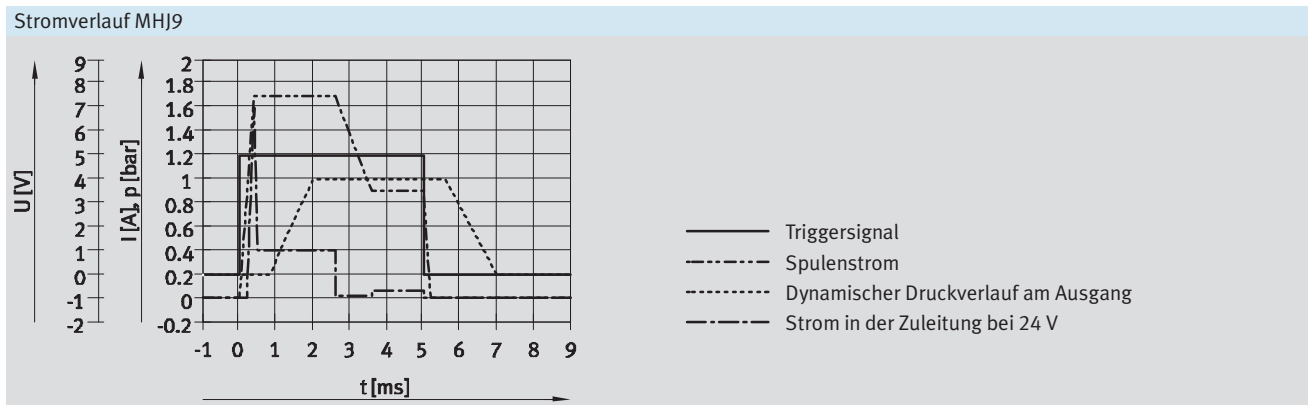 Stromverlauf MHJ9
U [V]
9
8
7
6
5
4
3
2
1
0
-1
-2
I [A], p [bar]
2
1.8
1.6
1.4
1.2
1
0.8
0.6
0.4
0.2
0
-0.2
-1 0 1 2 3 4 5 6 7 8 9
t [ms]
Triggersignal
Spulenstrom
Dynamischer Druckverlauf am Ausgang
Strom in der Zuleitung bei 24 V